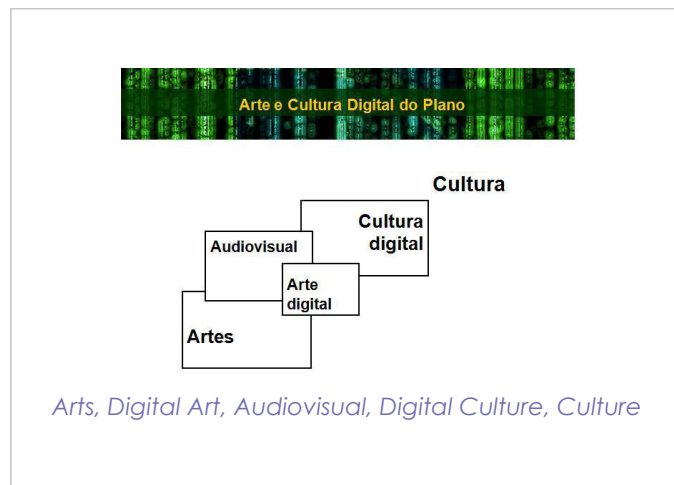 Arte e Cultura Digital do Plano
Cultura
Cultura
digital
Audiovisual
Arte
digital
Artes
Arts, Digital Art, Audiovisual, Digital Culture, Culture